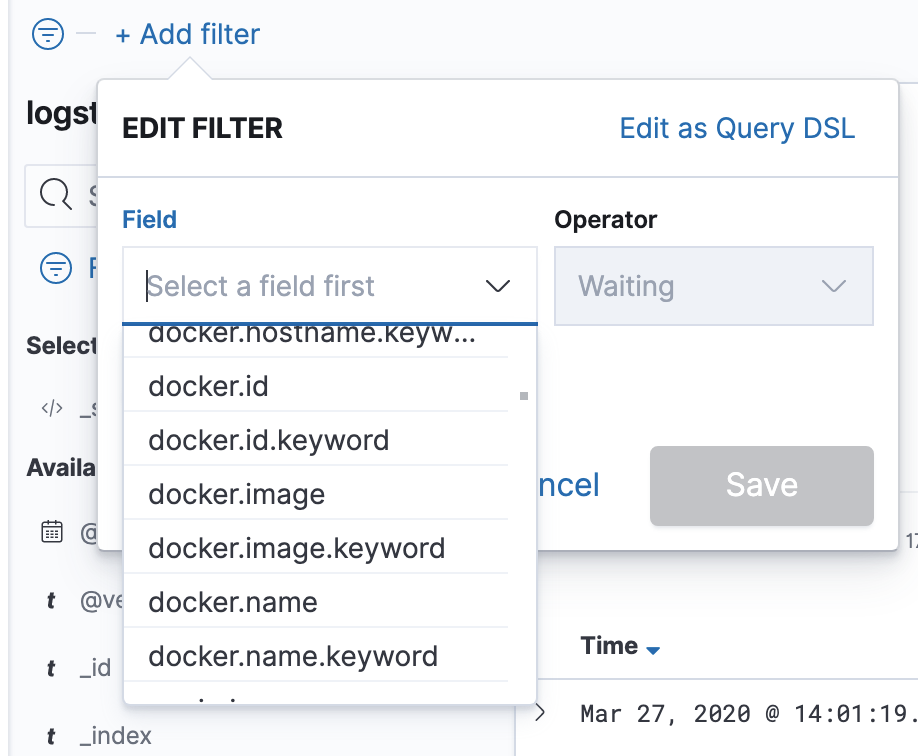 + Add filter
logst
EDIT FILTER
Edit as Query DSL
Field
Operator
Select a field first
Waiting
docker.hostname.keyw...
Select
docker.id
docker.id.keyword
Availa
docker.image
ncel
Save
docker.image.keyword
17
@ve
docker.name
Time
docker.name.keyword
_id
Mar 27, 2020 @ 14:01:19.
_index